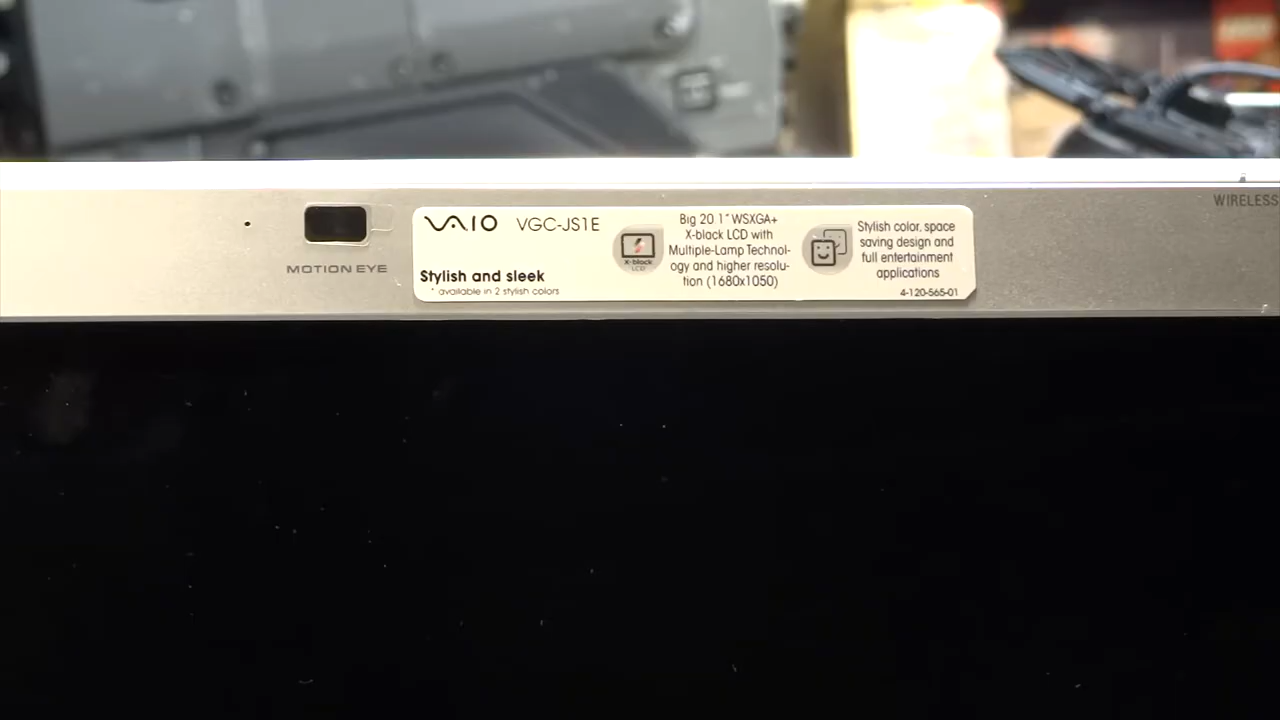 WIRELESS
MOTION EYE
VAIO VGC-JS1E
Stylish and sleek
* available in 2 stylish colors
X-black
LCD
Big 20.1" WSXGA+
X-black LCD with
Multiple-Lamp Technol-
ogy and higher resolu-
tion (1680x1050)
Stylish color, space
saving design and
full entertainment
applications
4-120-565-01